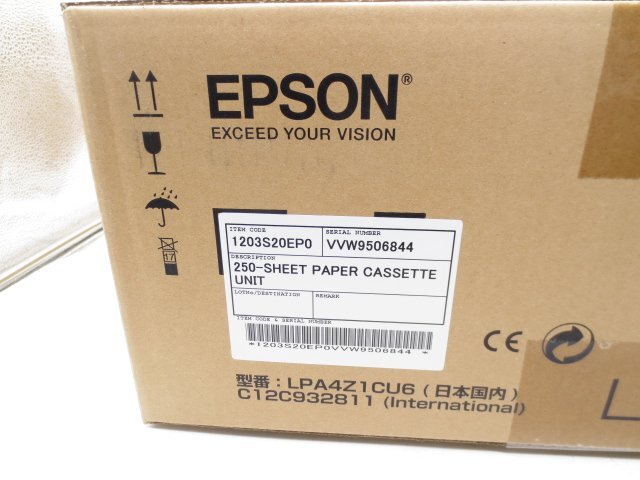 EPSON®
EXCEED YOUR VISION
ITEM CODE SERIAL NUMBER
1203S20EP0 VVW9506844
DESCRIPTION
250-SHEET PAPER CASSETTE
UNIT
LOTNo/DESTINATION REMARK
ITEM CODE & SERIAL NUMBER
*1203S20EP0VVW9506844 *
CE
型番：LPA4Z1CU6 (日本国内)
C12C932811 (International)